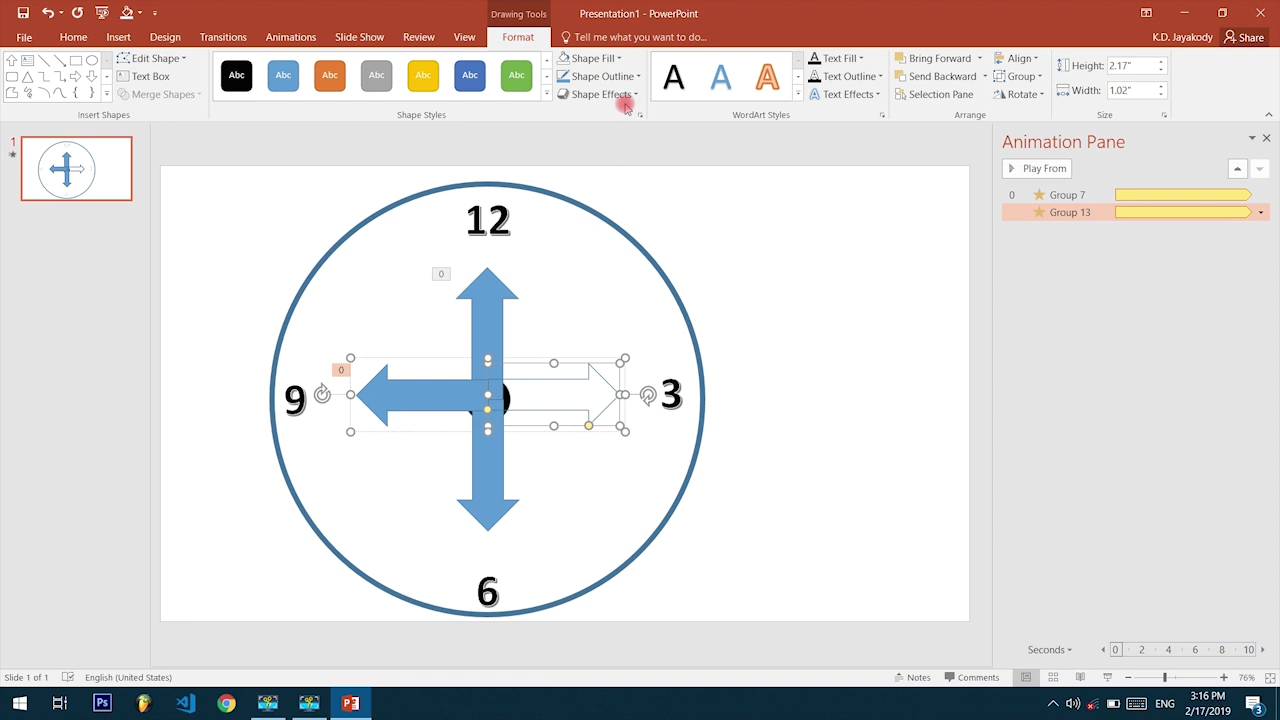 Drawing Tools
Presentation1 - PowerPoint
File Home Insert Design Transitions Animations Slide Show Review View Format Tell me what you want to do... K.D. Jayakody Share
Edit Shape
Text Box
Merge Shapes
Insert Shapes
Abc Abc Abc Abc Abc Abc Abc
Shape Styles
Shape Fill
Shape Outline
Shape Effects
A A A
WordArt Styles
Text Fill
Text Outline
Text Effects
Bring Forward
Send Backward
Selection Pane
Align
Group
Rotate
Arrange
Height: 2.17"
Width: 1.02"
Size
1
12
0
0
9
3
6
Animation Pane
Play From
0 Group 7
Group 13
Seconds 0 2 4 6 8 10
Slide 1 of 1 English (United States) Notes Comments 76%
Ps
ENG
3:16 PM
2/17/2019
3